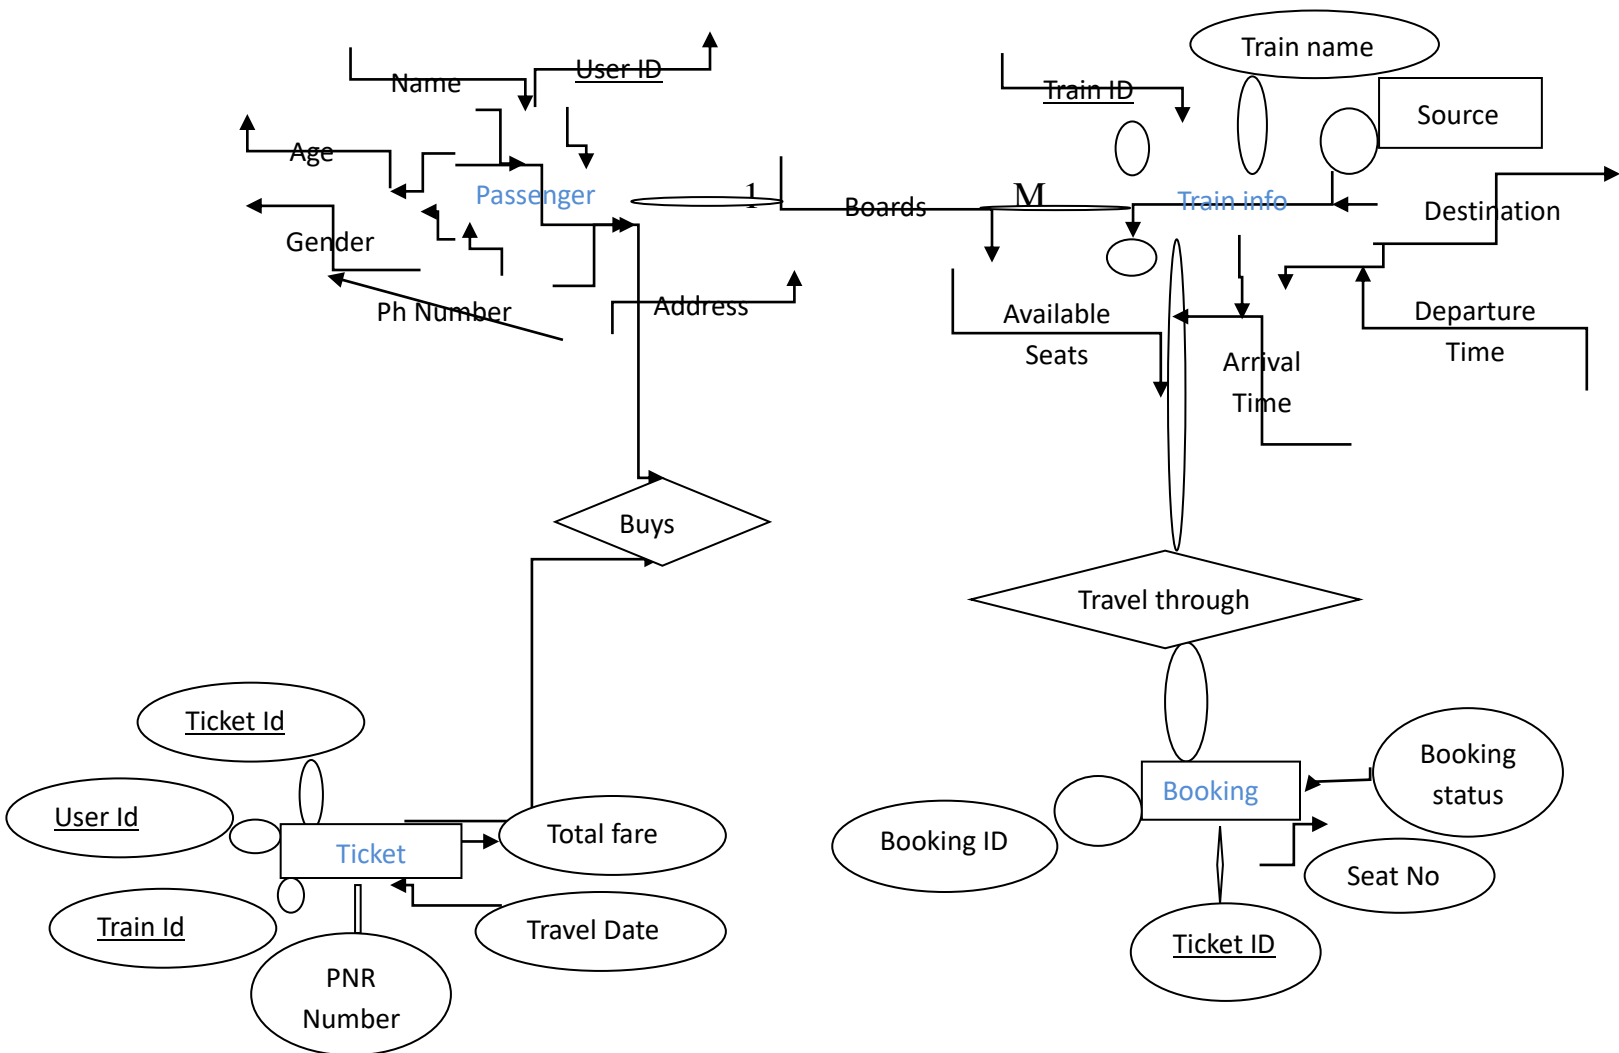 Train name
Name
User ID
Train ID
Source
Age
Passenger
1
Boards
M
Train info
Destination
Gender
Ph Number
Address
Available
Seats
Arrival
Time
Departure
Time
Buys
Travel through
Ticket Id
User Id
Ticket
Total fare
Train Id
Travel Date
PNR
Number
Booking
Booking
status
Booking ID
Seat No
Ticket ID